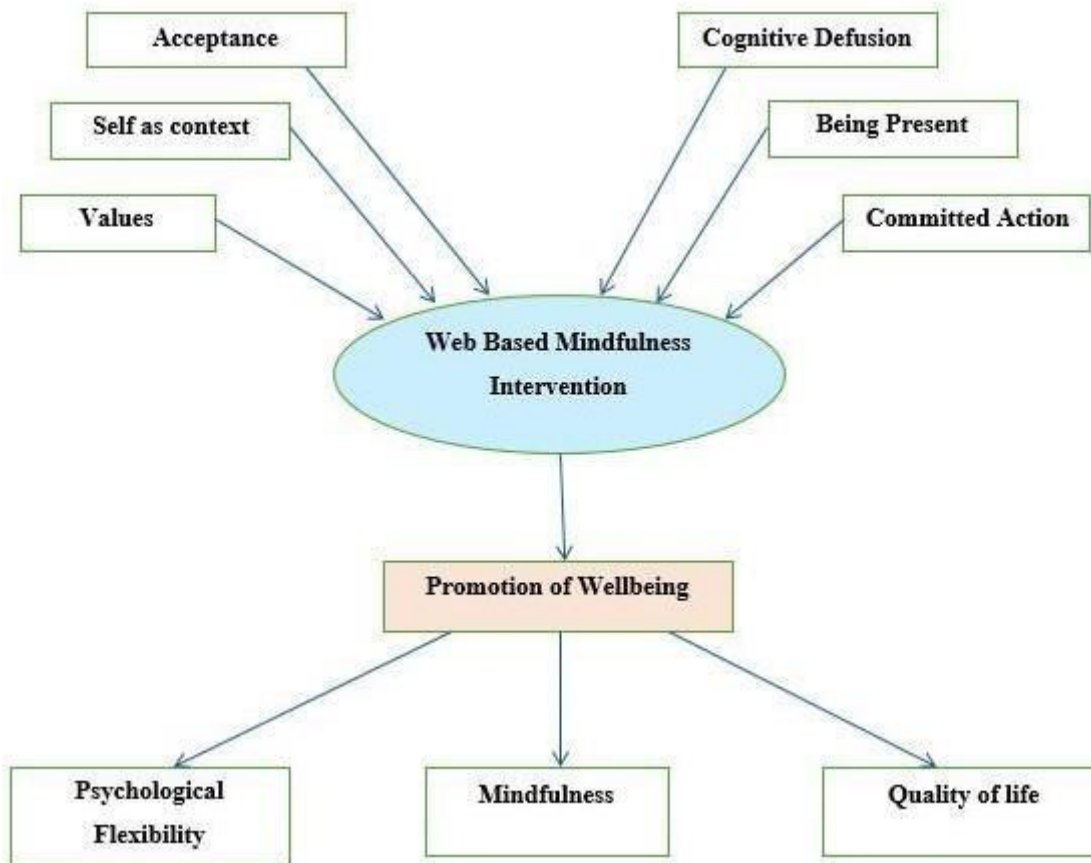 Acceptance
Cognitive Defusion
Self as context
Being Present
Values
Committed Action
Web Based Mindfulness
Intervention
Promotion of Wellbeing
Psychological
Flexibility
Mindfulness
Quality of life